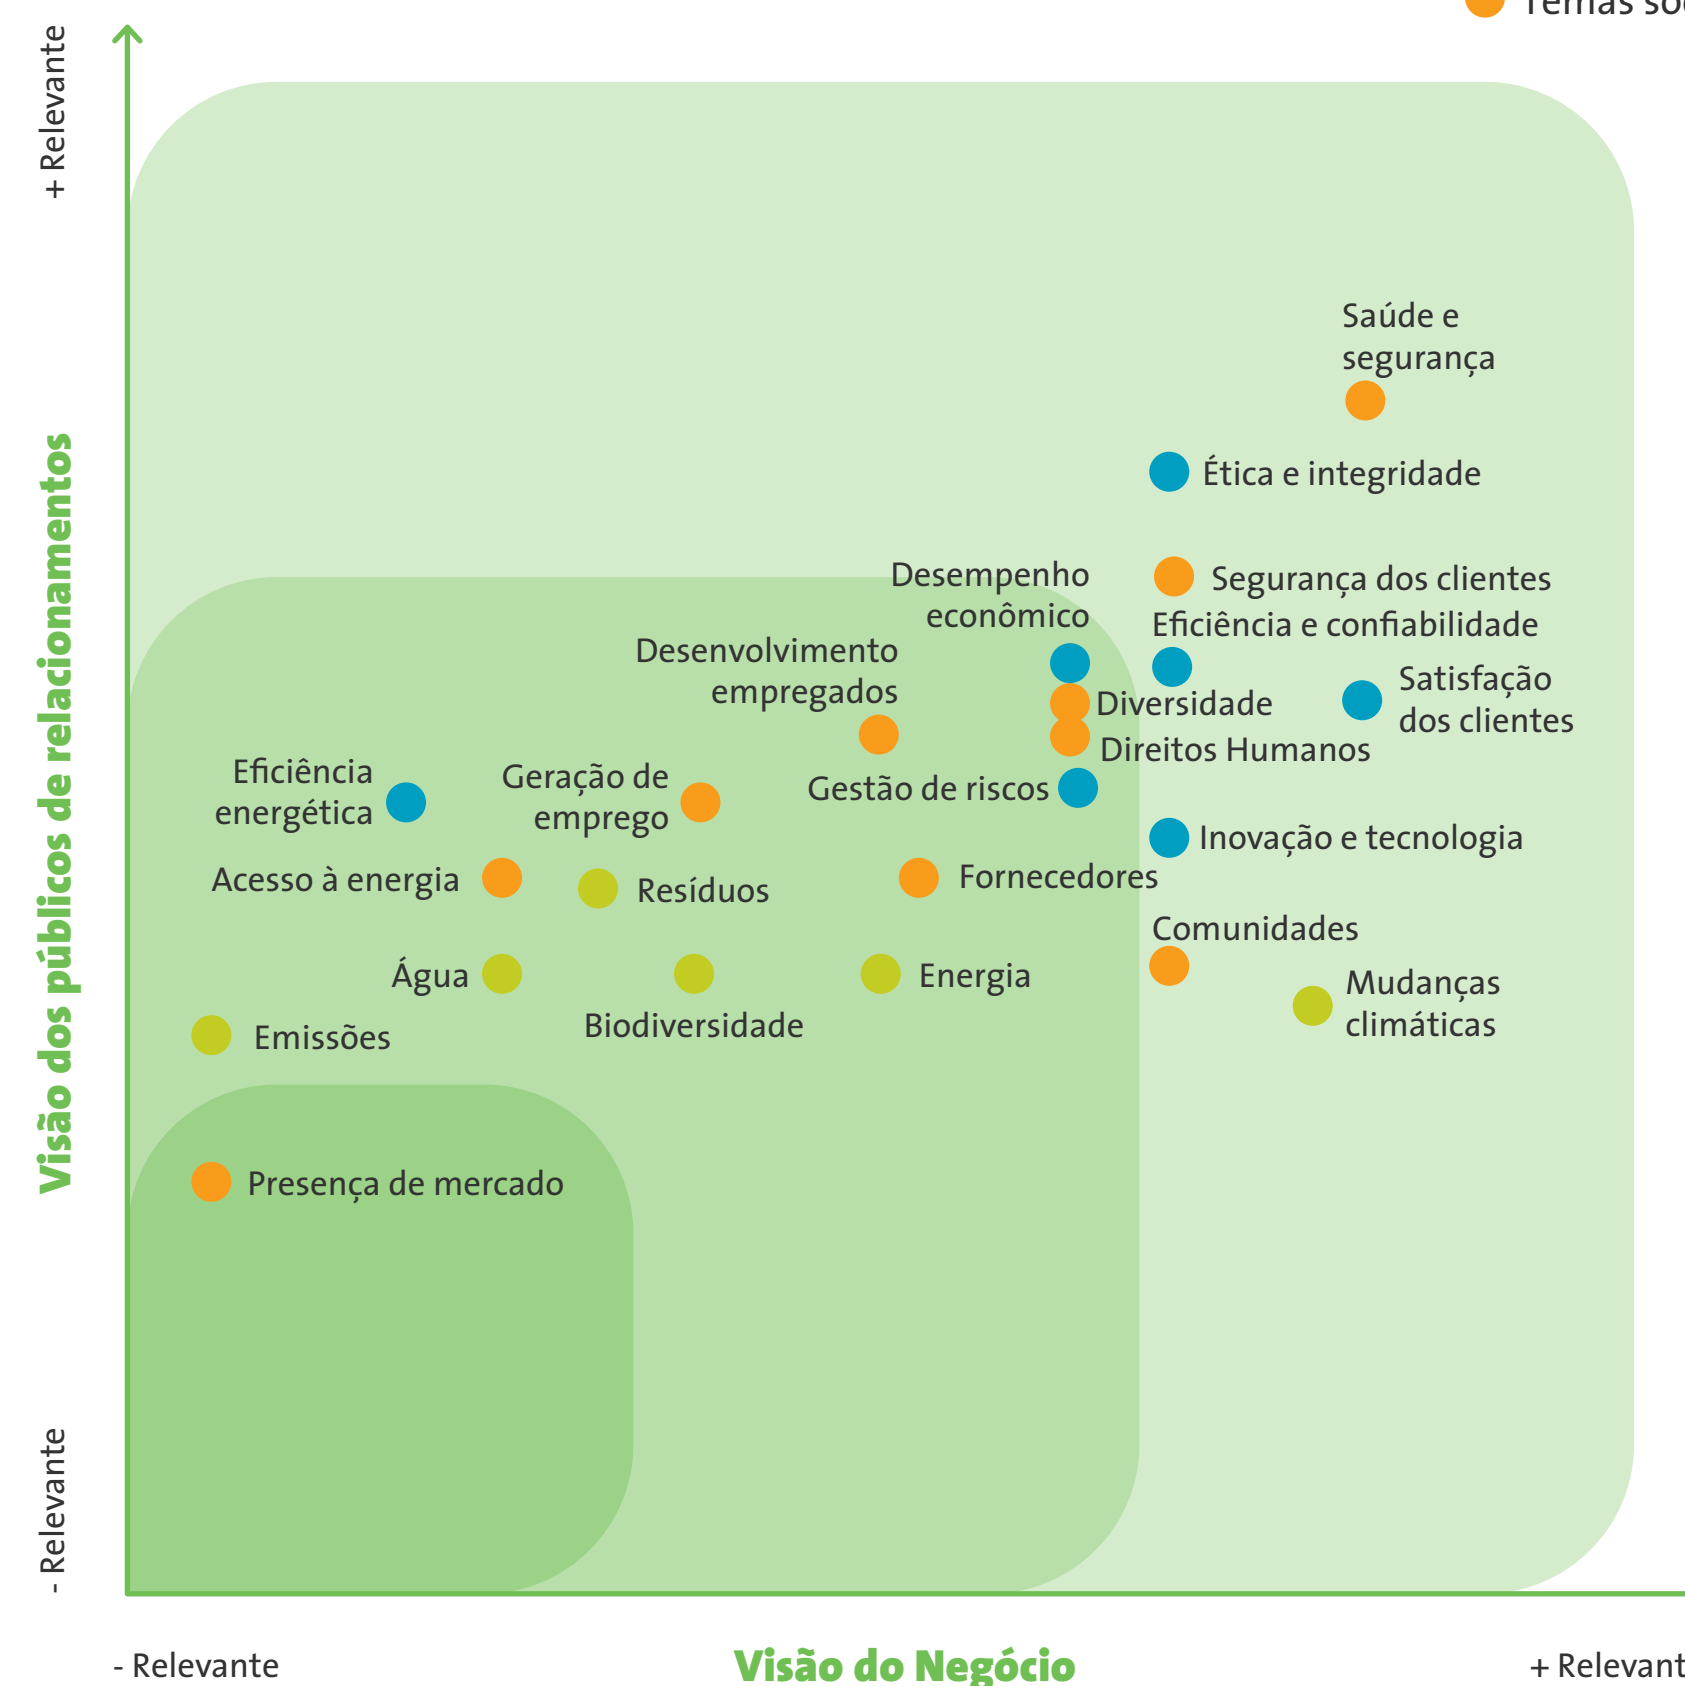 Temas
+ Relevante
Visão dos públicos de relacionamentos
- Relevante
Saúde e
segurança
Ética e integridade
Segurança dos clientes
Desempenho
econômico
Eficiência e confiabilidade
Desenvolvimento
empregados
Satisfação
dos clientes
Diversidade
Direitos Humanos
Eficiência
energética
Geração de
emprego
Gestão de riscos
Inovação e tecnologia
Acesso à energia
Resíduos
Fornecedores
Comunidades
Água
Biodiversidade
Energia
Mudanças
climáticas
Emissões
Presença de mercado
- Relevante
Visão do Negócio
+ Relevant